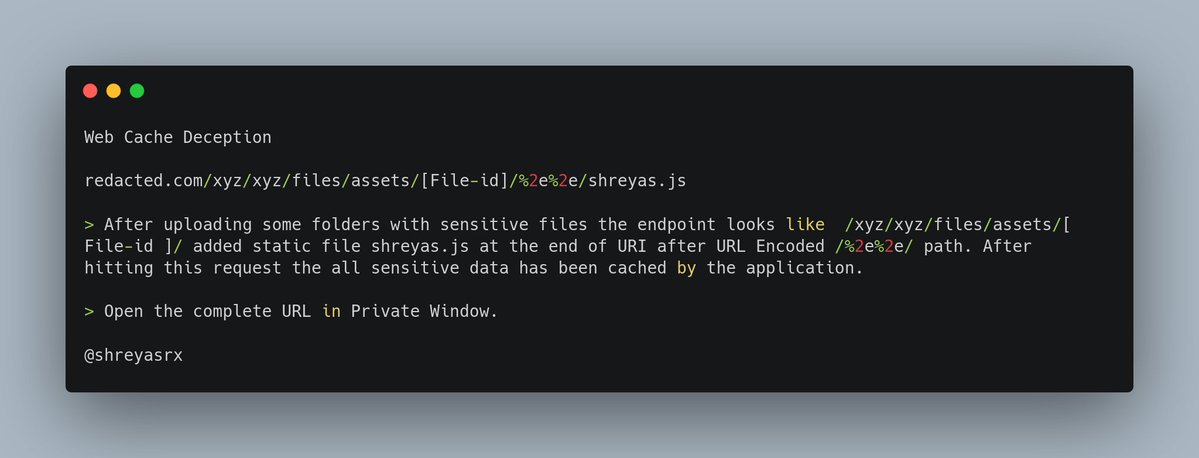 Web Cache Deception
redacted.com/xyz/xyz/files/assets/[File-id]/%2e%2e/shreyas.js
> After uploading some folders with sensitive files the endpoint looks like  /xyz/xyz/files/assets/[
File-id ]/ added static file shreyas.js at the end of URI after URL Encoded /%2e%2e/ path. After
hitting this request the all sensitive data has been cached by the application.
> Open the complete URL in Private Window.
@shreyasrx